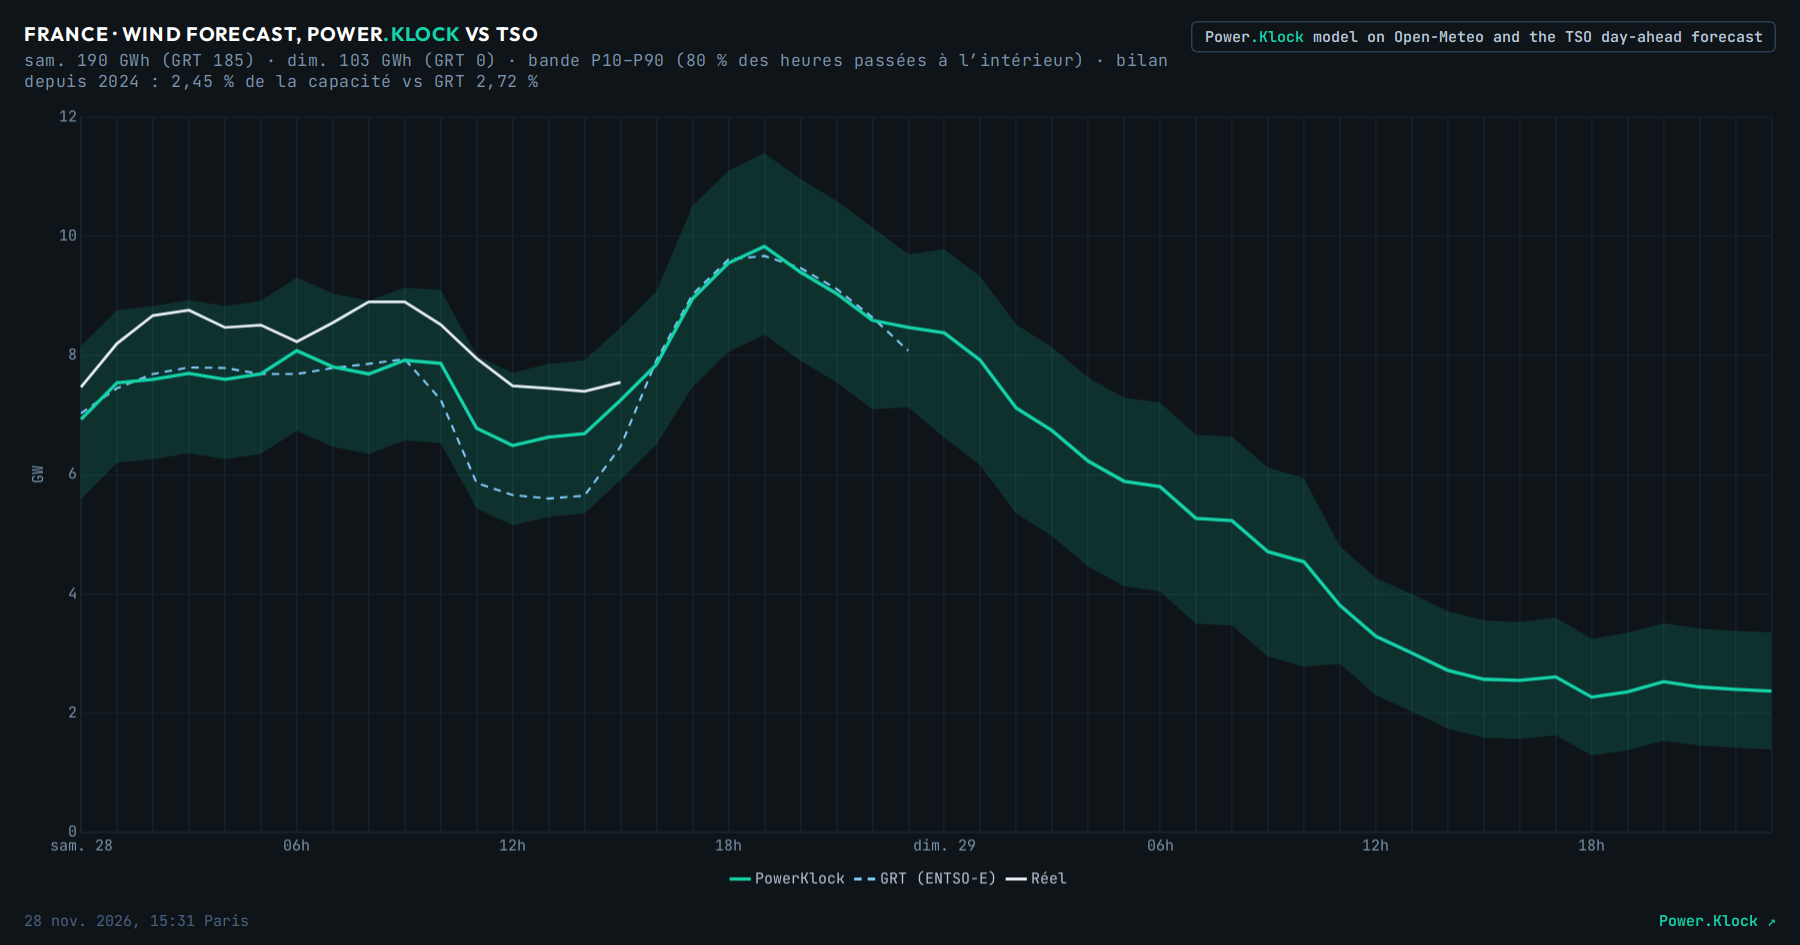 FRANCE · WIND FORECAST, POWER.KLOCK VS TSO
Power.Klock model on Open-Meteo and the TSO day-ahead forecast
sam. 190 GWh (GRT 185) · dim. 103 GWh (GRT 0) · bande P10–P90 (80 % des heures passées à l’intérieur) · bilan
depuis 2024 : 2,45 % de la capacité vs GRT 2,72 %
12
10
8
6
4
2
0
GW
sam. 28 06h 12h 18h dim. 29 06h 12h 18h
PowerKlock GRT (ENTSO-E) Réel
28 nov. 2026, 15:31 Paris
Power.Klock ↗